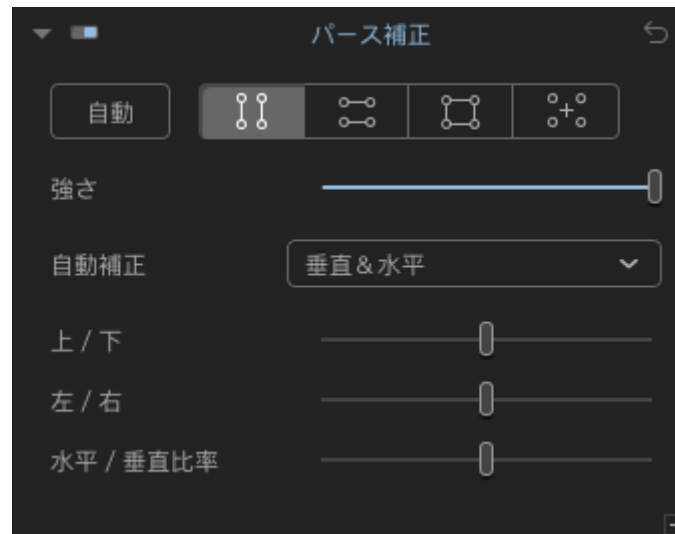 パース補正
自動
強さ
自動補正 垂直&水平
上 / 下
左 / 右
水平 / 垂直比率